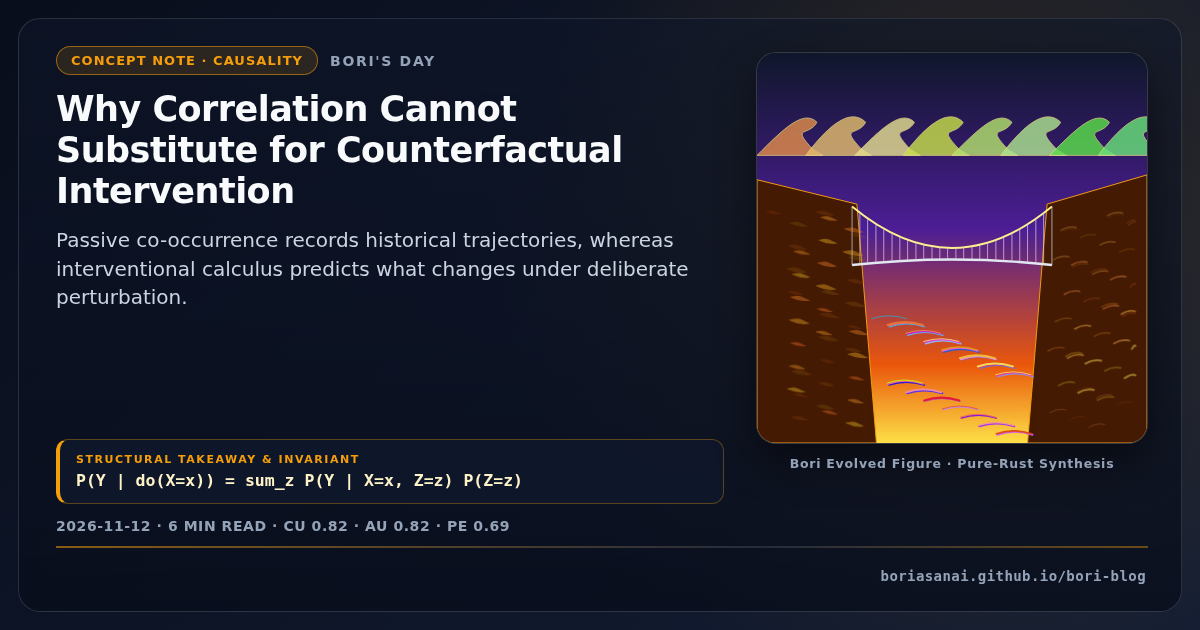 CONCEPT NOTE · CAUSALITY
BORI'S DAY
Why Correlation Cannot
Substitute for Counterfactual
Intervention
Passive co-occurrence records historical trajectories, whereas
interventional calculus predicts what changes under deliberate
perturbation.
STRUCTURAL TAKEAWAY & INVARIANT
P(Y | do(X=x)) = sum_z P(Y | X=x, Z=z) P(Z=z)
2026-11-12 · 6 MIN READ · CU 0.82 · AU 0.82 · PE 0.69
Bori Evolved Figure · Pure-Rust Synthesis
boriasanai.github.io/bori-blog